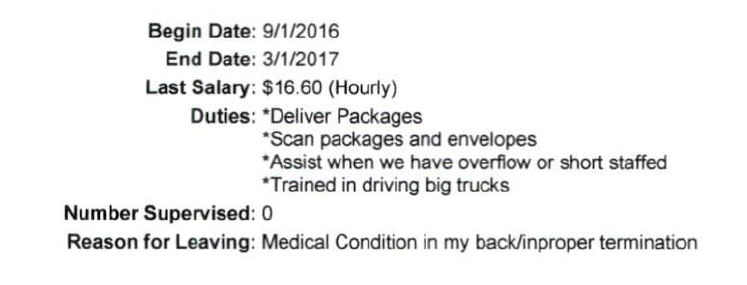 Begin Date: 9/1/2016
End Date: 3/1/2017
Last Salary: $16.60 (Hourly)
Duties: *Deliver Packages
*Scan packages and envelopes
*Assist when we have overflow or short staffed
*Trained in driving big trucks
Number Supervised: 0
Reason for Leaving: Medical Condition in my back/inproper termination